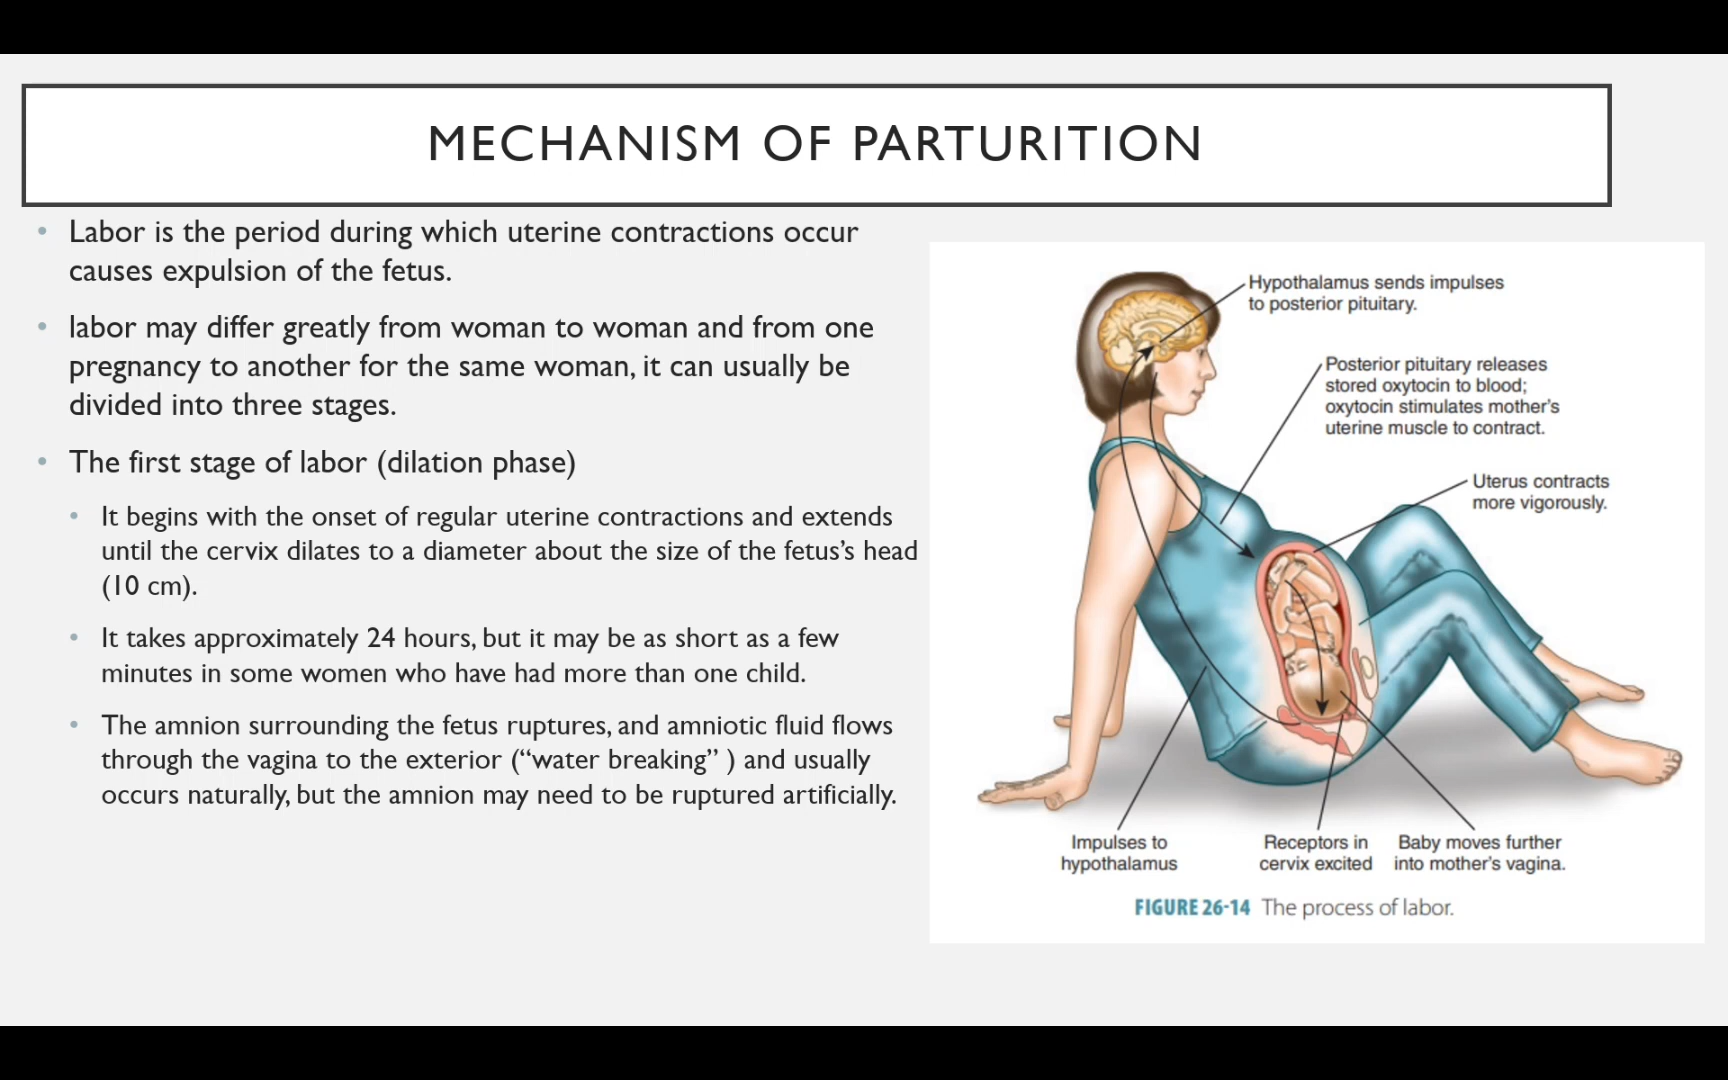 MECHANISM OF PARTURITION
• Labor is the period during which uterine contractions occur
causes expulsion of the fetus.
• labor may differ greatly from woman to woman and from one
pregnancy to another for the same woman, it can usually be
divided into three stages.
• The first stage of labor (dilation phase)
• It begins with the onset of regular uterine contractions and extends
until the cervix dilates to a diameter about the size of the fetus’s head
(10 cm).
• It takes approximately 24 hours, but it may be as short as a few
minutes in some women who have had more than one child.
• The amnion surrounding the fetus ruptures, and amniotic fluid flows
through the vagina to the exterior (“water breaking” ) and usually
occurs naturally, but the amnion may need to be ruptured artificially.
Hypothalamus sends impulses
to posterior pituitary.
Posterior pituitary releases
stored oxytocin to blood;
oxytocin stimulates mother’s
uterine muscle to contract.
Uterus contracts
more vigorously.
Impulses to
hypothalamus
Receptors in
cervix excited
Baby moves further
into mother’s vagina.
FIGURE 26-14 The process of labor.